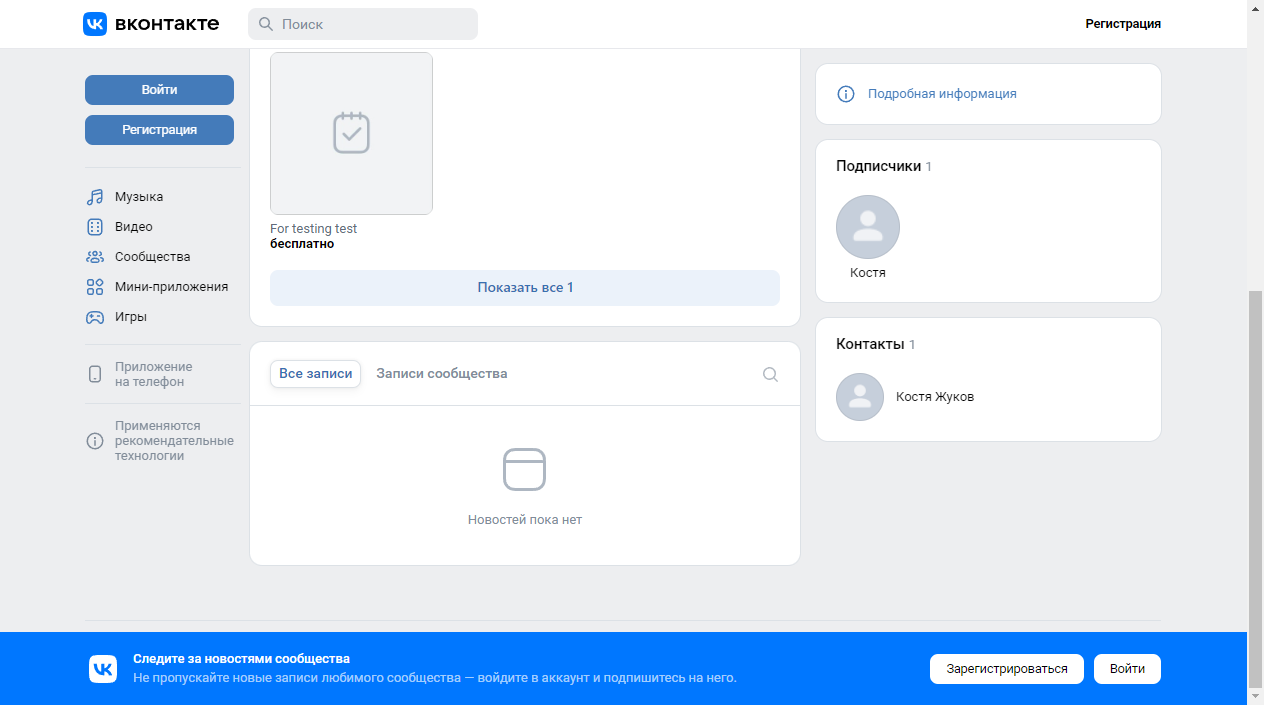 вконтакте
Поиск
Регистрация
Войти
Регистрация
Музыка
Видео
Сообщества
Мини-приложения
Игры
Приложение
на телефон
Применяются
рекомендательные
технологии
For testing test
бесплатно
Показать все 1
Все записи
Записи сообщества
Новостей пока нет
Подробная информация
Подписчики 1
Костя
Контакты 1
Костя Жуков
Следите за новостями сообщества
Не пропускайте новые записи любимого сообщества — войдите в аккаунт и подпишитесь на него.
Зарегистрироваться
Войти